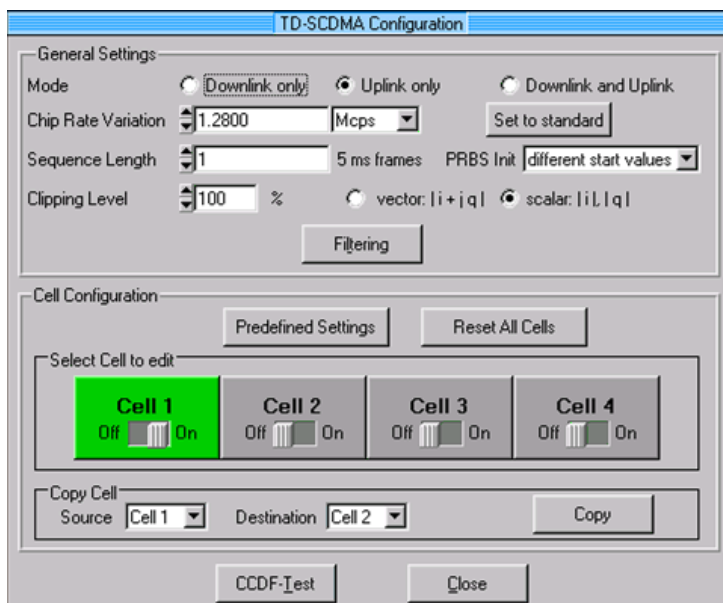 TD-SCDMA Configuration
General Settings
Mode Downlink only Uplink only Downlink and Uplink
Chip Rate Variation 1.2800 Mcps Set to standard
Sequence Length 1 5 ms frames PRBS Init different start values
Clipping Level 100 % vector: | i + j q | scalar: | i |, | q |
Filtering
Cell Configuration
Predefined Settings Reset All Cells
Select Cell to edit
Cell 1 Cell 2 Cell 3 Cell 4
Off On Off On Off On Off On
Copy Cell
Source Cell 1 Destination Cell 2 Copy
CCDF-Test Close